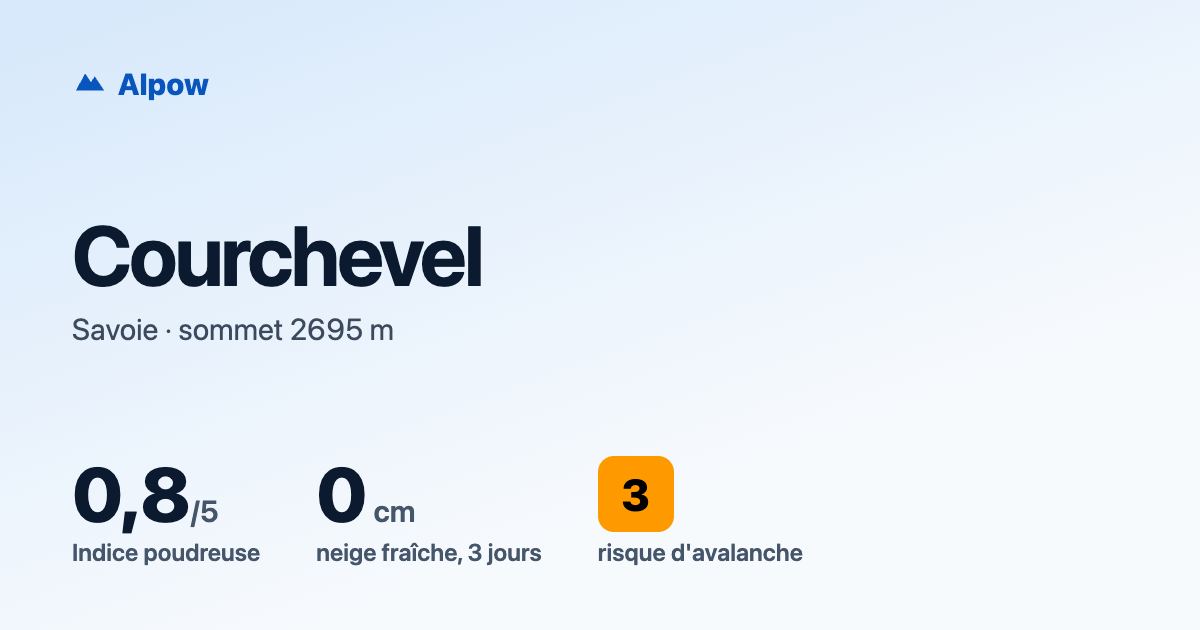 Alpow
Courchevel
Savoie · sommet 2695 m
0,8/5
Indice poudreuse
0 cm
neige fraîche, 3 jours
3
risque d'avalanche